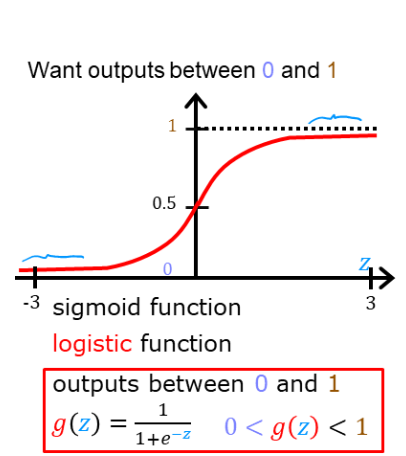 Want outputs between 0 and 1
1
0.5
0
z
-3
3
sigmoid function
logistic function
outputs between 0 and 1
g(z) = 1/(1+e^{-z}) 0 < g(z) < 1